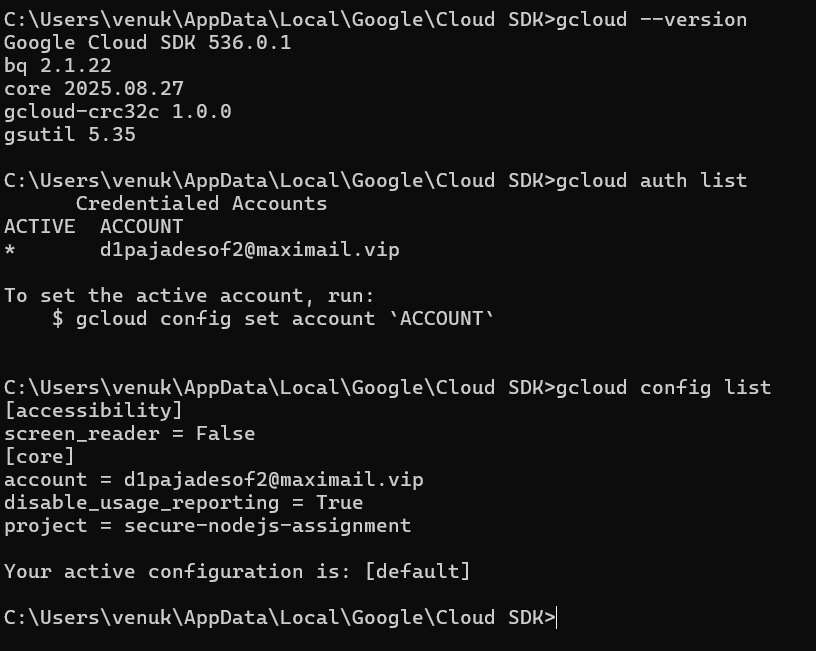 C:\Users\venuk\AppData\Local\Google\Cloud SDK>gcloud --version
Google Cloud SDK 536.0.1
bq 2.1.22
core 2025.08.27
gcloud-crc32c 1.0.0
gsutil 5.35
C:\Users\venuk\AppData\Local\Google\Cloud SDK>gcloud auth list
Credentialed Accounts
ACTIVE  ACCOUNT
*       d1pajadesof2@maximail.vip
To set the active account, run:
$ gcloud config set account `ACCOUNT`
C:\Users\venuk\AppData\Local\Google\Cloud SDK>gcloud config list
[accessibility]
screen_reader = False
[core]
account = d1pajadesof2@maximail.vip
disable_usage_reporting = True
project = secure-nodejs-assignment
Your active configuration is: [default]
C:\Users\venuk\AppData\Local\Google\Cloud SDK>